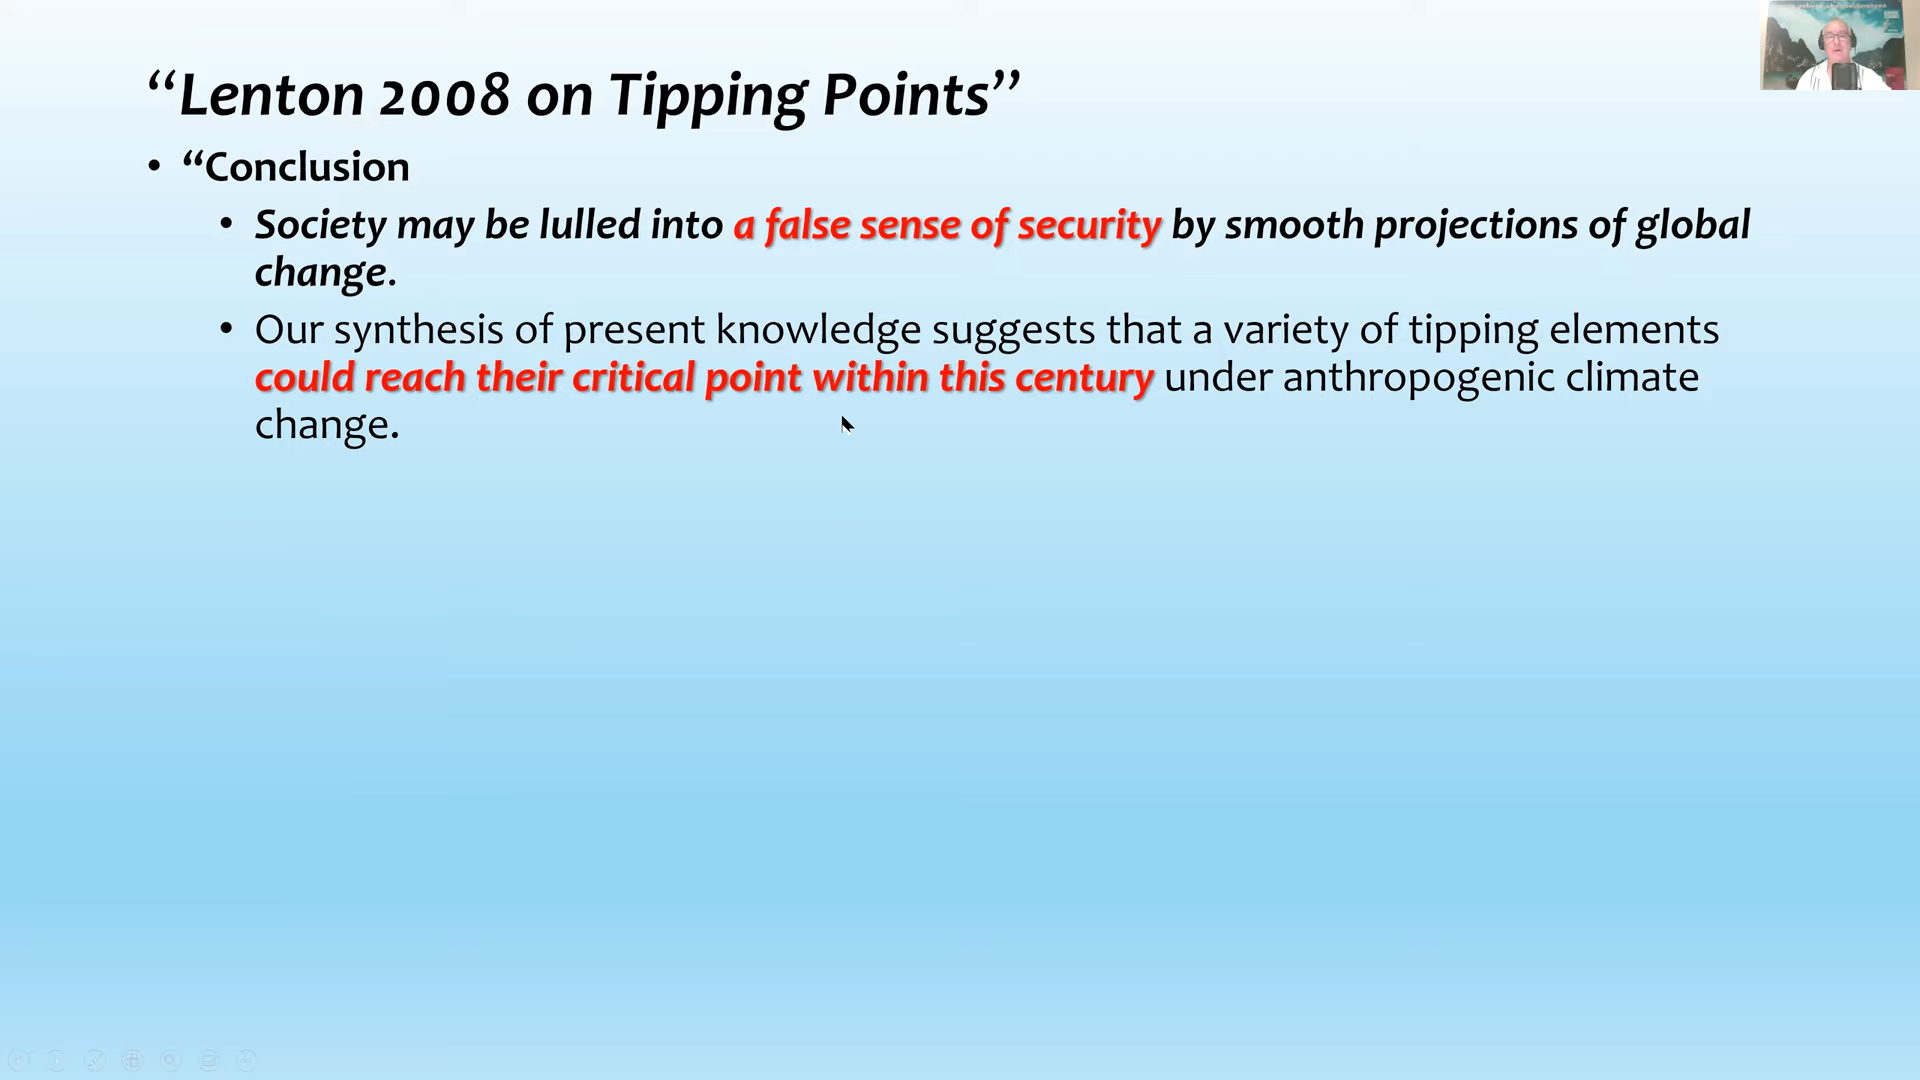 “Lenton 2008 on Tipping Points”
• “Conclusion
• Society may be lulled into a false sense of security by smooth projections of global
change.
• Our synthesis of present knowledge suggests that a variety of tipping elements
could reach their critical point within this century under anthropogenic climate
change.